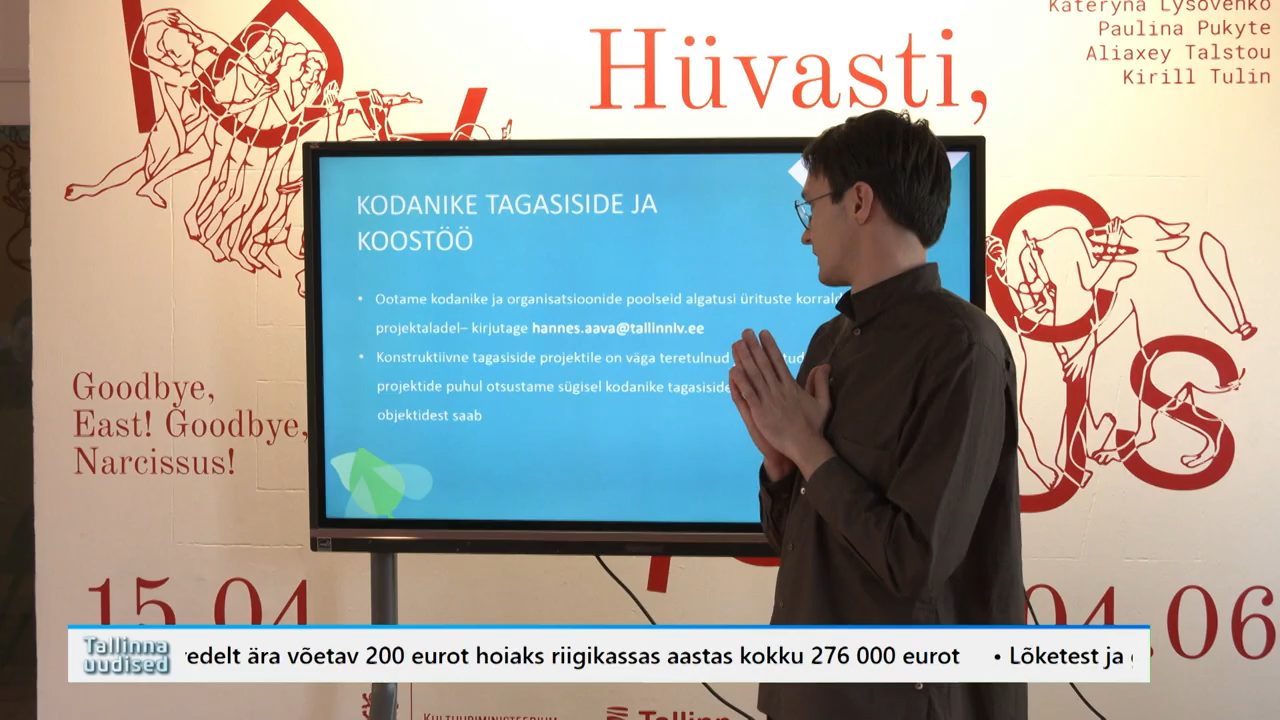 Kateryna Lysovenko
Paulina Pukyte
Aliaxey Talstou
Kirill Tulin
Hüvasti,
KODANIKE TAGASISIDE JA
KOOSTÖÖ
• Ootame kodanike ja organisatsioonide poolseid algatusi ürituste
projektaladel– kirjutage hannes.aava@tallinnlv.ee
• Konstruktiivne tagasiside projektile on väga teretulnud
projektide puhul otsustame sügisel kodanike
objektidest saab
Goodbye,
East! Goodbye,
Narcissus!
15.04
04.06
Tallinna
uudised
ära võetav 200 eurot hoiaks riigikassas aastas kokku 276 000 eurot • Lõketest ja
KULTUURIMINISTEERIUM
Tallinn